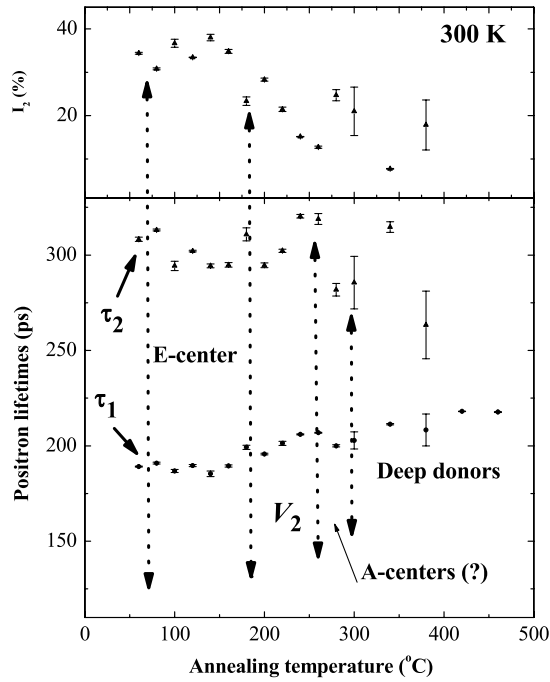 300 K
I2 (%)
40
20
τ2
E-center
τ1
V2
Deep donors
A-centers (?)
Positron lifetimes (ps)
300
250
200
150
0 100 200 300 400 500
Annealing temperature (°C)